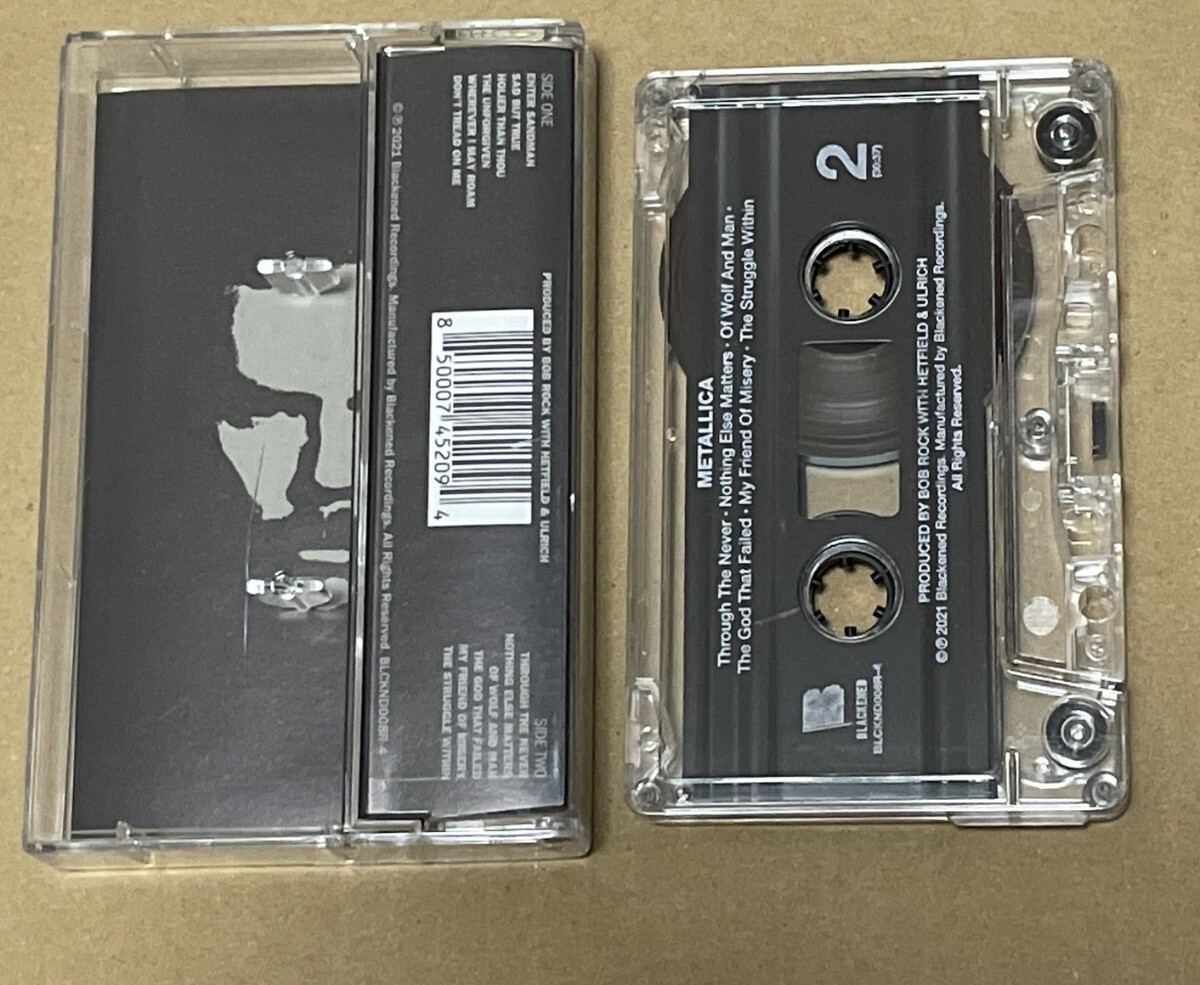 SIDE ONE
ENTER SANDMAN
SAD BUT TRUE
HOLIER THAN THOU
THE UNFORGIVEN
WHEREVER I MAY ROAM
DON'T TREAD ON ME
PRODUCED BY BOB ROCK WITH HETFIELD & ULRICH
8 50007 45209 4
SIDE TWO
THROUGH THE NEVER
NOTHING ELSE MATTERS
OF WOLF AND MAN
THE GOD THAT FAILED
MY FRIEND OF MISERY
THE STRUGGLE WITHIN
©℗ 2021 Blackened Recordings. Manufactured by Blackened Recordings. All Rights Reserved. BLCKND008R-4
METALLICA
Through The Never · Nothing Else Matters · Of Wolf And Man ·
The God That Failed · My Friend Of Misery · The Struggle Within
2
(30:37)
B
BLACKENED
BLCKND008R-4
PRODUCED BY BOB ROCK WITH HETFIELD & ULRICH
©℗ 2021 Blackened Recordings. Manufactured by Blackened Recordings.
All Rights Reserved.